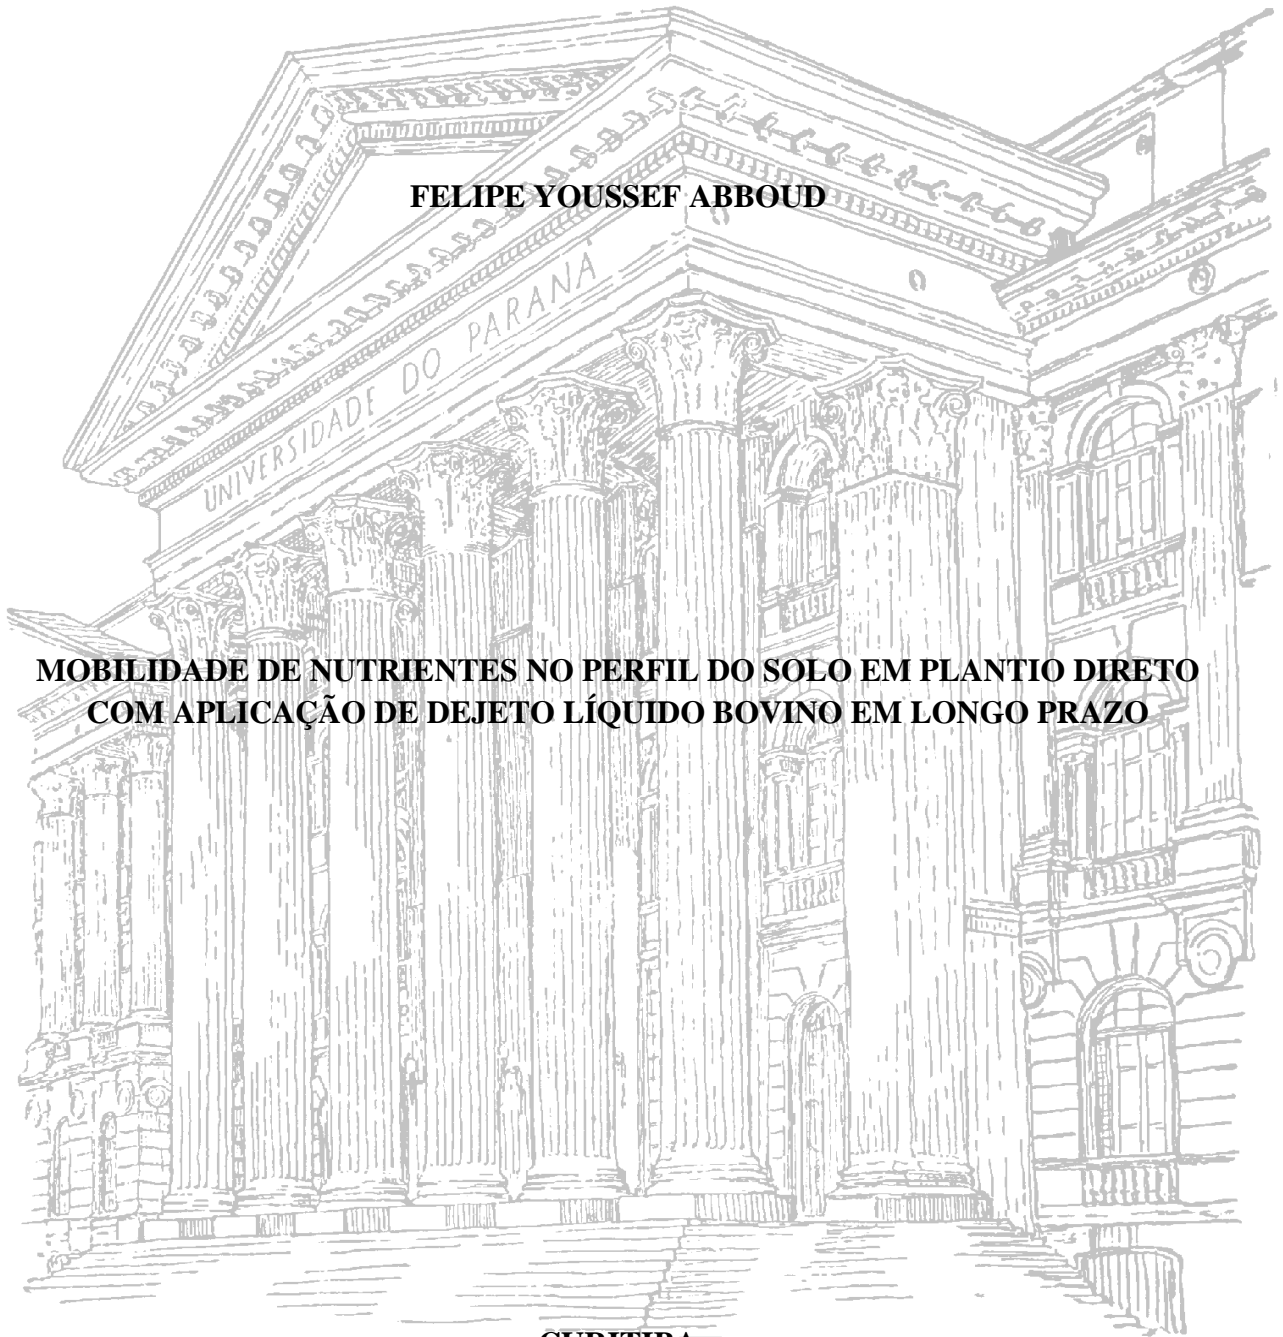 FELIPE YOUSSEF ABBOUD
UNIVERSIDADE DO PARANÁ
MOBILIDADE DE NUTRIENTES NO PERFIL DO SOLO EM PLANTIO DIRETO
COM APLICAÇÃO DE DEJETO LÍQUIDO BOVINO EM LONGO PRAZO
CURITIBA